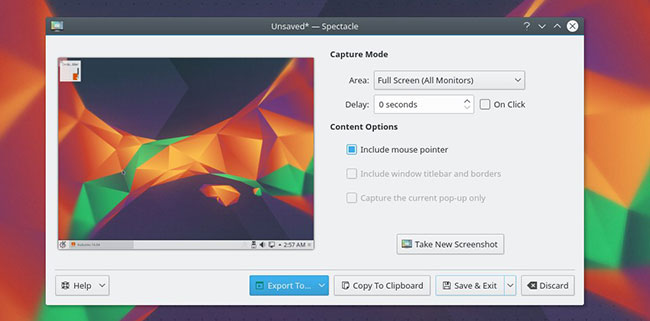 Unsaved* — Spectacle
Capture Mode
Area: Full Screen (All Monitors)
Delay: 0 seconds On Click
Content Options
Include mouse pointer
Include window titlebar and borders
Capture the current pop-up only
2:57 AM
Take New Screenshot
Help Export To... Copy To Clipboard Save & Exit Discard